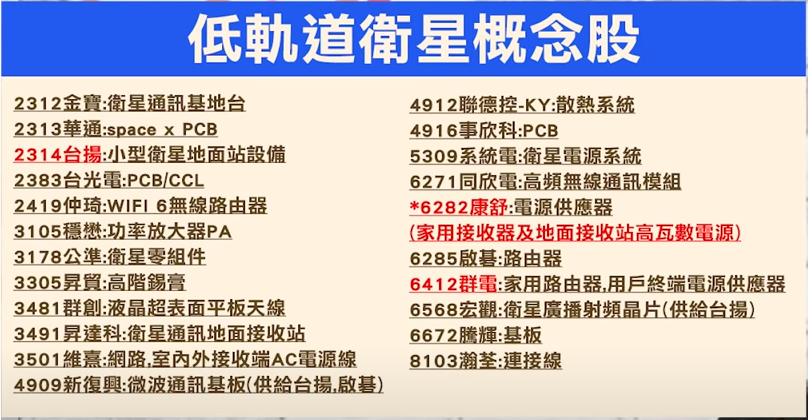 低軌道衛星概念股
2312金寶:衛星通訊基地台
2313華通:space x PCB
2314台揚:小型衛星地面站設備
2383台光電:PCB/CCL
2419仲琦:WIFI 6無線路由器
3105穩懋:功率放大器PA
3178公準:衛星零組件
3305昇貿:高階錫膏
3481群創:液晶超表面平板天線
3491昇達科:衛星通訊地面接收站
3501維熹:網路,室內外接收端AC電源線
4909新復興:微波通訊基板(供給台揚,啟碁)
4912聯德控-KY:散熱系統
4916事欣科:PCB
5309系統電:衛星電源系統
6271同欣電:高頻無線通訊模組
*6282康舒:電源供應器
(家用接收器及地面接收站高瓦數電源)
6285啟碁:路由器
6412群電:家用路由器,用戶終端電源供應器
6568宏觀:衛星廣播射頻晶片(供給台揚)
6672騰輝:基板
8103瀚荃:連接線